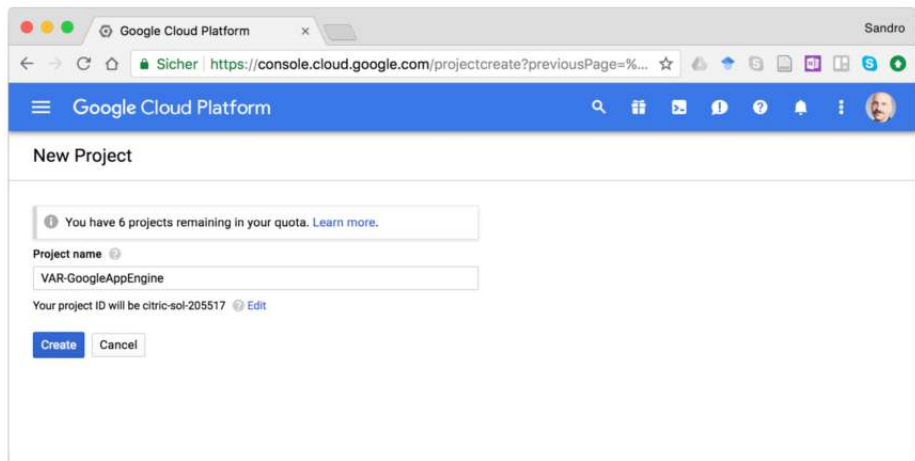 Google Cloud Platform
Sandro
Sicher https://console.cloud.google.com/projectcreate?previousPage=%...
Google Cloud Platform
New Project
You have 6 projects remaining in your quota. Learn more.
Project name
VAR-GoogleAppEngine
Your project ID will be citric-sol-205517 Edit
Create Cancel